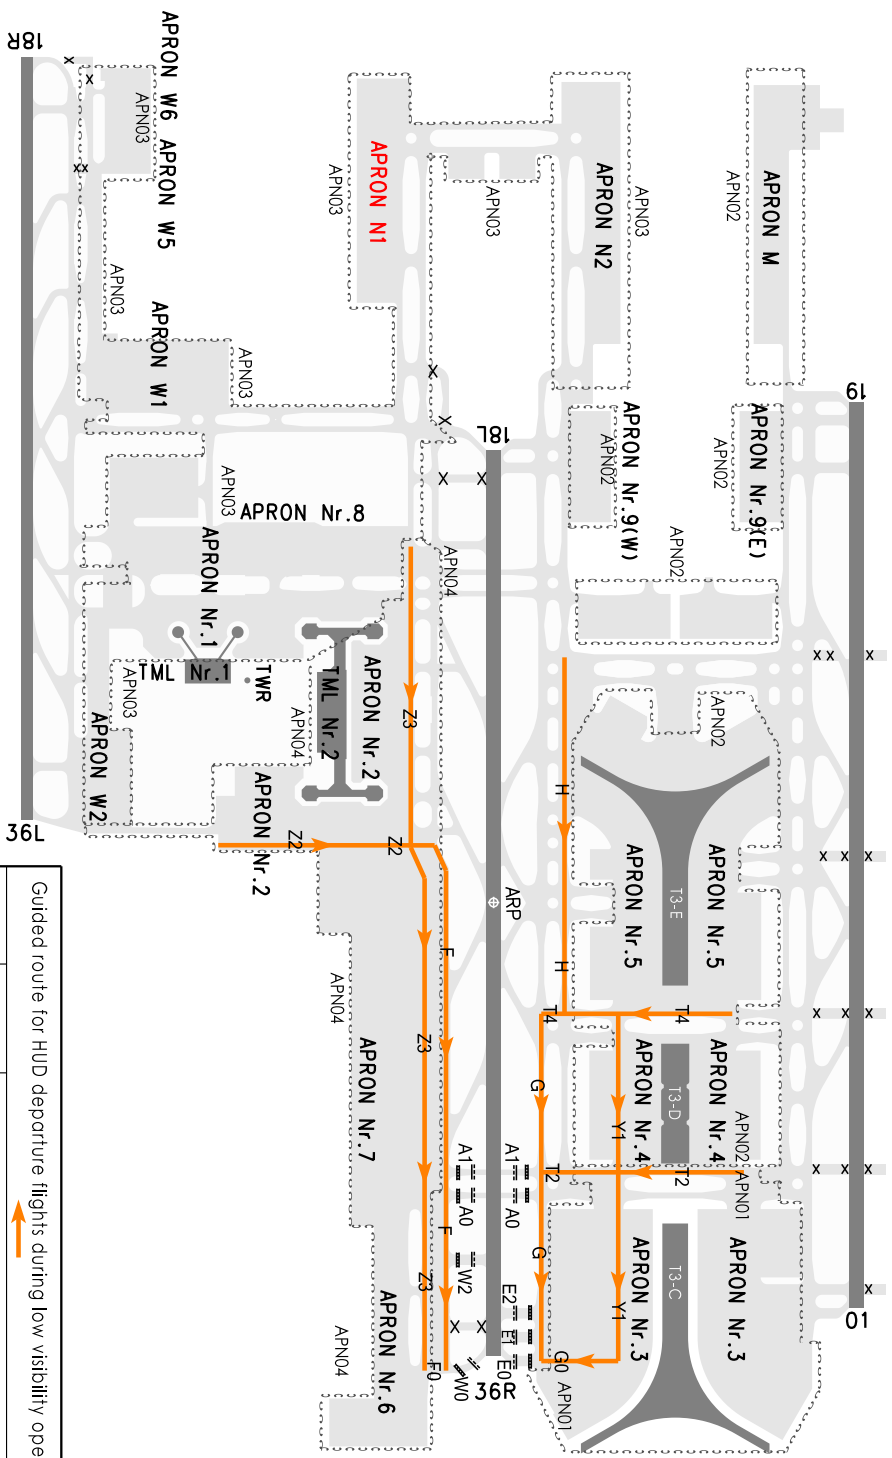 18R
APRON W6
APRON W5
APN03
X
X
XX
APN03
APRON W1
APN03
APRON N1
APN03
APN03
APRON N2
APN03
APRON M
APN02
19
X
X
18L
X
X
APRON Nr.9(W)
APN02
APRON Nr.9(E)
APN02
APN03
APRON Nr.8
APRON Nr.1
APN04
APN02
TML Nr.1
TWR
APN03
APRON W2
APN04
TML Nr.2
APRON Nr.2
Z3
XX
X
APN02
H
36L
APRON Nr.2
Z2
Z2
ARP
F
H
APRON Nr.5
T3-E
APRON Nr.5
X
X
X
APN04
Z3
APRON Nr.7
T4
T4
G
Y1
APRON Nr.4
T3-D
APRON Nr.4
X
X
X
APN02
APN01
A1
A0
A1
A0
T2
T2
X
X
X
F
W2
Z3
G
E2
E1
E0
Y1
APRON Nr.3
T3-C
APRON Nr.3
X
01
X
X
APN04
APRON Nr.6
F0
W0
36R
G0
APN01
Guided route for HUD departure flights during low visibility ope